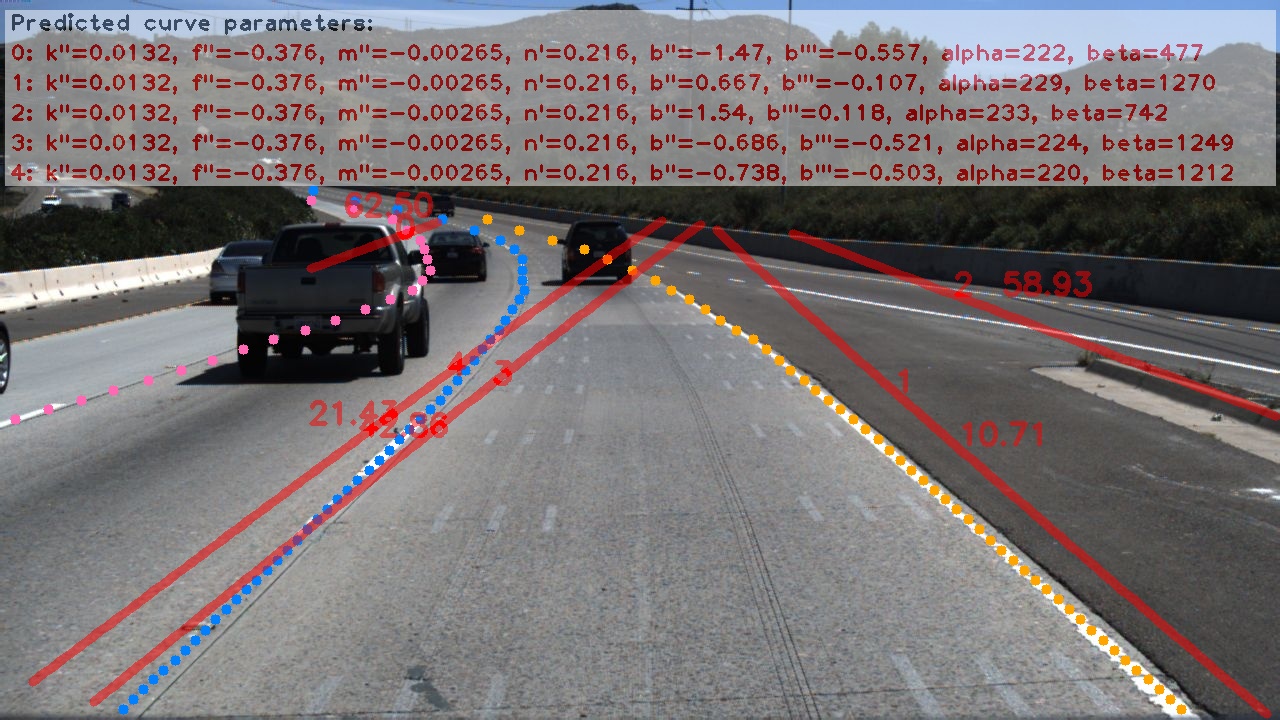 Predicted curve parameters:
0: k''=0.0132, f''=−0.376, m''=−0.00265, n'=0.216, b''=−1.47, b'''=−0.557, alpha=222, beta=477
1: k''=0.0132, f''=−0.376, m''=−0.00265, n'=0.216, b''=0.667, b'''=−0.107, alpha=229, beta=1270
2: k''=0.0132, f''=−0.376, m''=−0.00265, n'=0.216, b''=1.54, b'''=0.118, alpha=233, beta=742
3: k''=0.0132, f''=−0.376, m''=−0.00265, n'=0.216, b''=−0.686, b'''=−0.521, alpha=224, beta=1249
4: k''=0.0132, f''=−0.376, m''=−0.00265, n'=0.216, b''=−0.738, b'''=−0.503, alpha=220, beta=1212
62.50
0
2 58.93
4 3
1
21.43
42.86
10.71